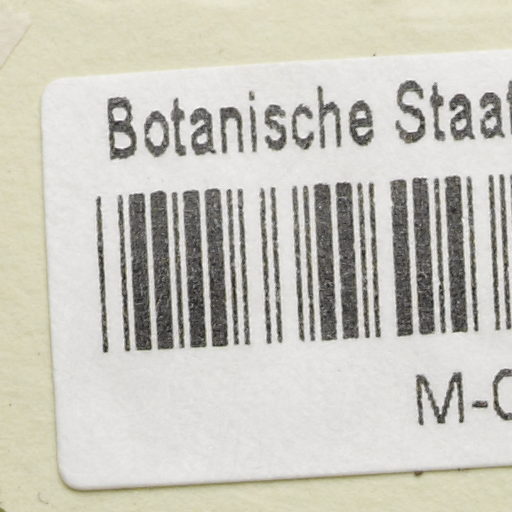 Botanische Staat
M-